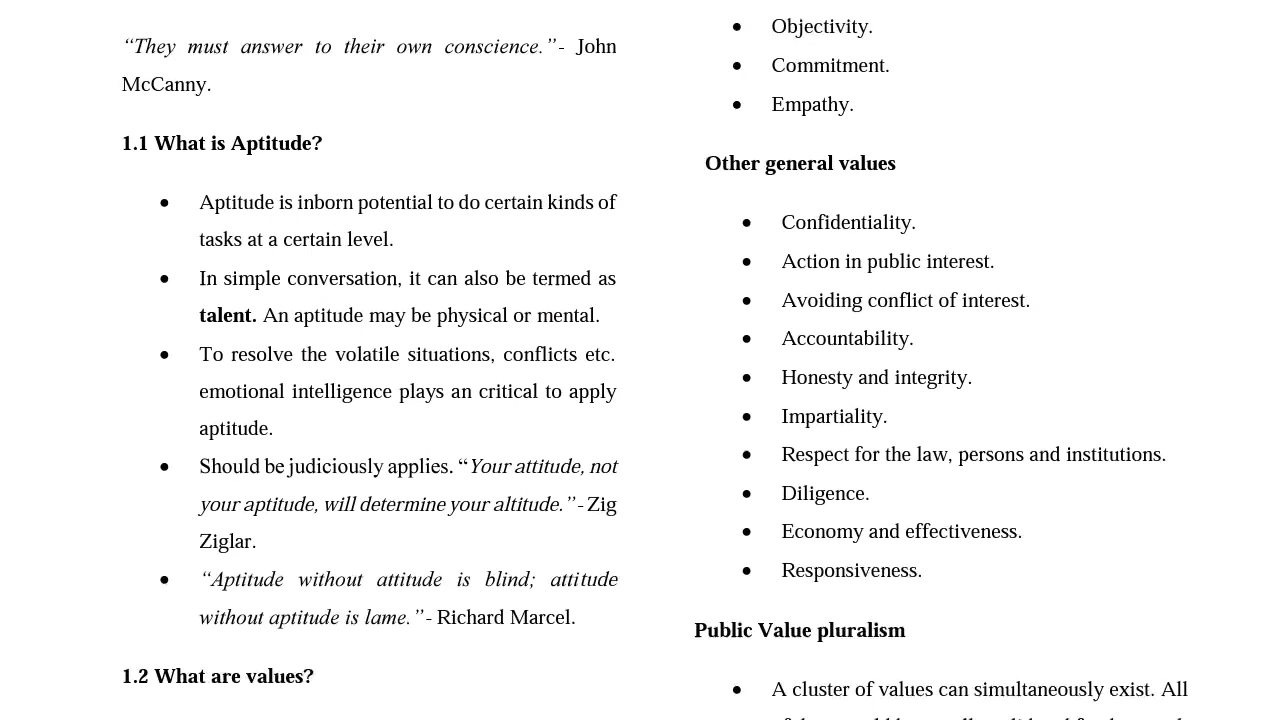 “They must answer to their own conscience.”- John
McCanny.
1.1 What is Aptitude?
• Aptitude is inborn potential to do certain kinds of
tasks at a certain level.
• In simple conversation, it can also be termed as
talent. An aptitude may be physical or mental.
• To resolve the volatile situations, conflicts etc.
emotional intelligence plays an critical to apply
aptitude.
• Should be judiciously applies. “Your attitude, not
your aptitude, will determine your altitude.”- Zig
Ziglar.
• “Aptitude without attitude is blind; attitude
without aptitude is lame.”- Richard Marcel.
1.2 What are values?
• Objectivity.
• Commitment.
• Empathy.
Other general values
• Confidentiality.
• Action in public interest.
• Avoiding conflict of interest.
• Accountability.
• Honesty and integrity.
• Impartiality.
• Respect for the law, persons and institutions.
• Diligence.
• Economy and effectiveness.
• Responsiveness.
Public Value pluralism
• A cluster of values can simultaneously exist. All